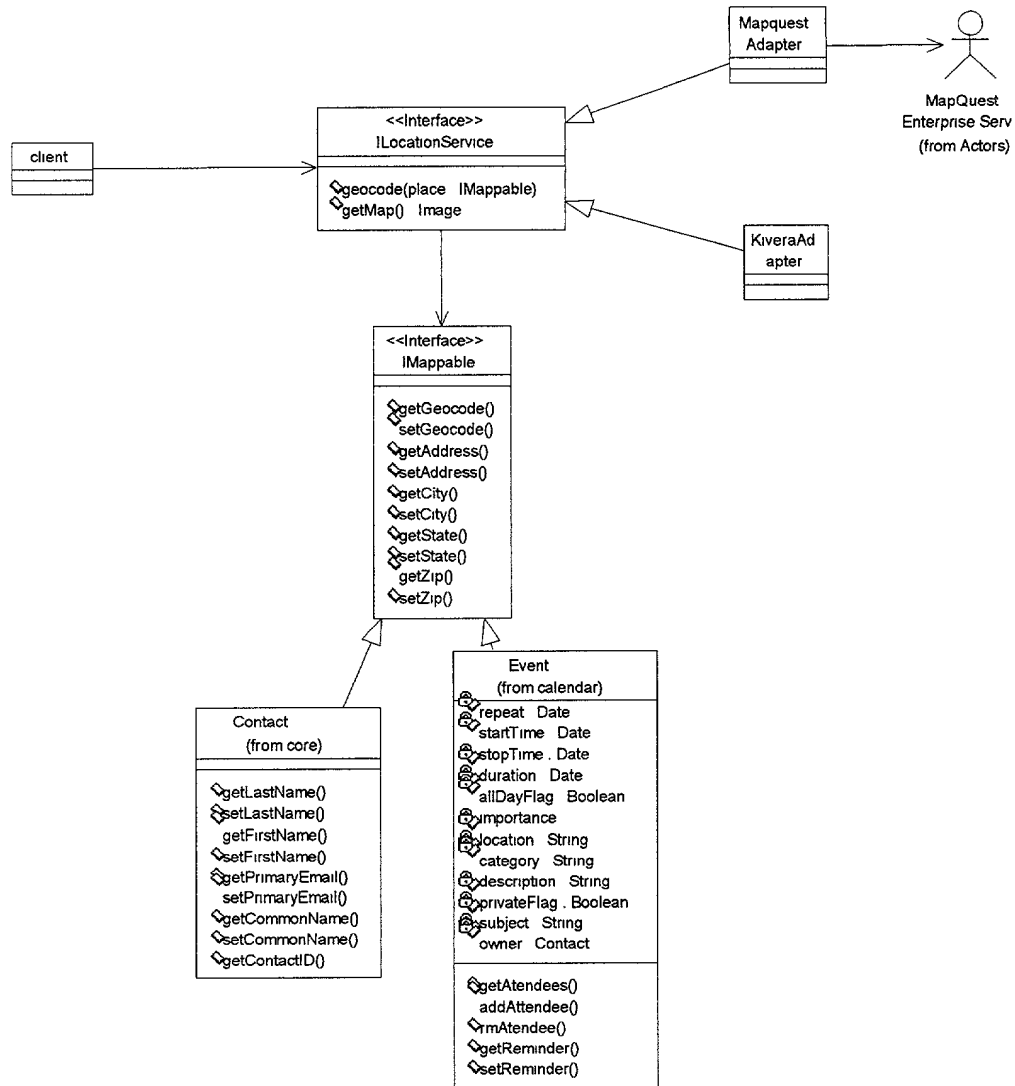 Mapquest
Adapter
MapQuest
Enterprise Serv
(from Actors)
<<Interface>>
ILocationService
geocode(place IMappable)
getMap() Image
client
KiveraAd
apter
<<Interface>>
IMappable
getGeocode()
setGeocode()
getAddress()
setAddress()
getCity()
setCity()
getState()
setState()
getZip()
setZip()
Contact
(from core)
getLastName()
setLastName()
getFirstName()
setFirstName()
getPrimaryEmail()
setPrimaryEmail()
getCommonName()
setCommonName()
getContactID()
Event
(from calendar)
repeat Date
startTime Date
stopTime . Date
duration Date
allDayFlag Boolean
importance
location String
category String
description String
privateFlag . Boolean
subject String
owner Contact
getAtendees()
addAttendee()
rmAtendee()
getReminder()
setReminder()